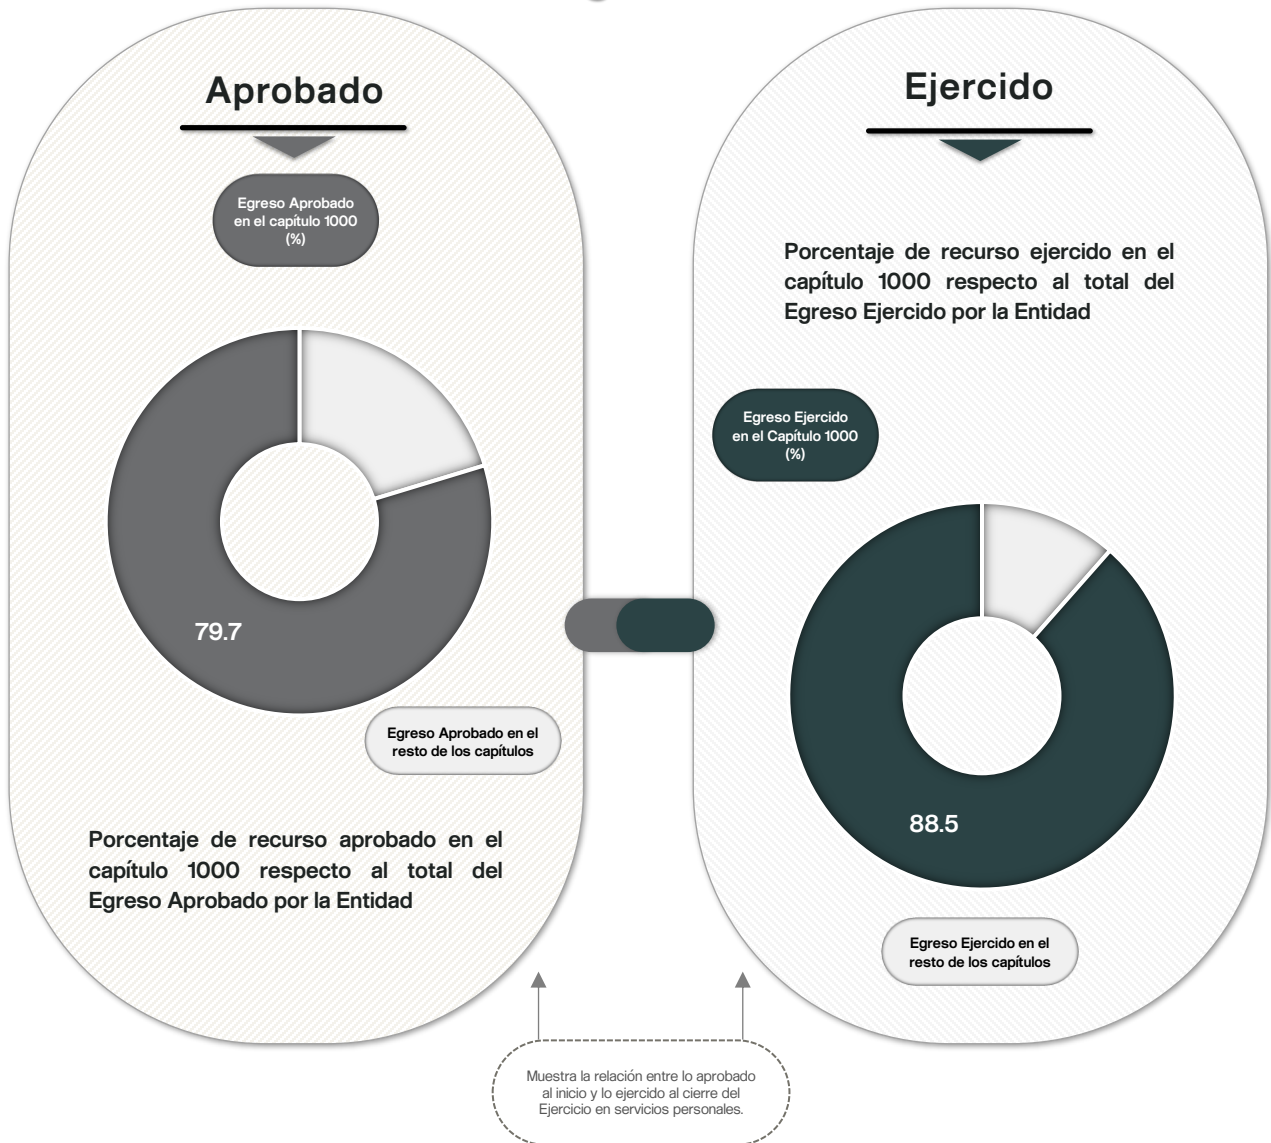 Aprobado
Egreso Aprobado
en el capítulo 1000
(%)
79.7
Egreso Aprobado en el
resto de los capítulos
Porcentaje de recurso aprobado en el
capítulo 1000 respecto al total del
Egreso Aprobado por la Entidad
Ejercido
Porcentaje de recurso ejercido en el
capítulo 1000 respecto al total del
Egreso Ejercido por la Entidad
Egreso Ejercido
en el Capítulo 1000
(%)
88.5
Egreso Ejercido en el
resto de los capítulos
Muestra la relación entre lo aprobado
al inicio y lo ejercido al cierre del
Ejercicio en servicios personales.